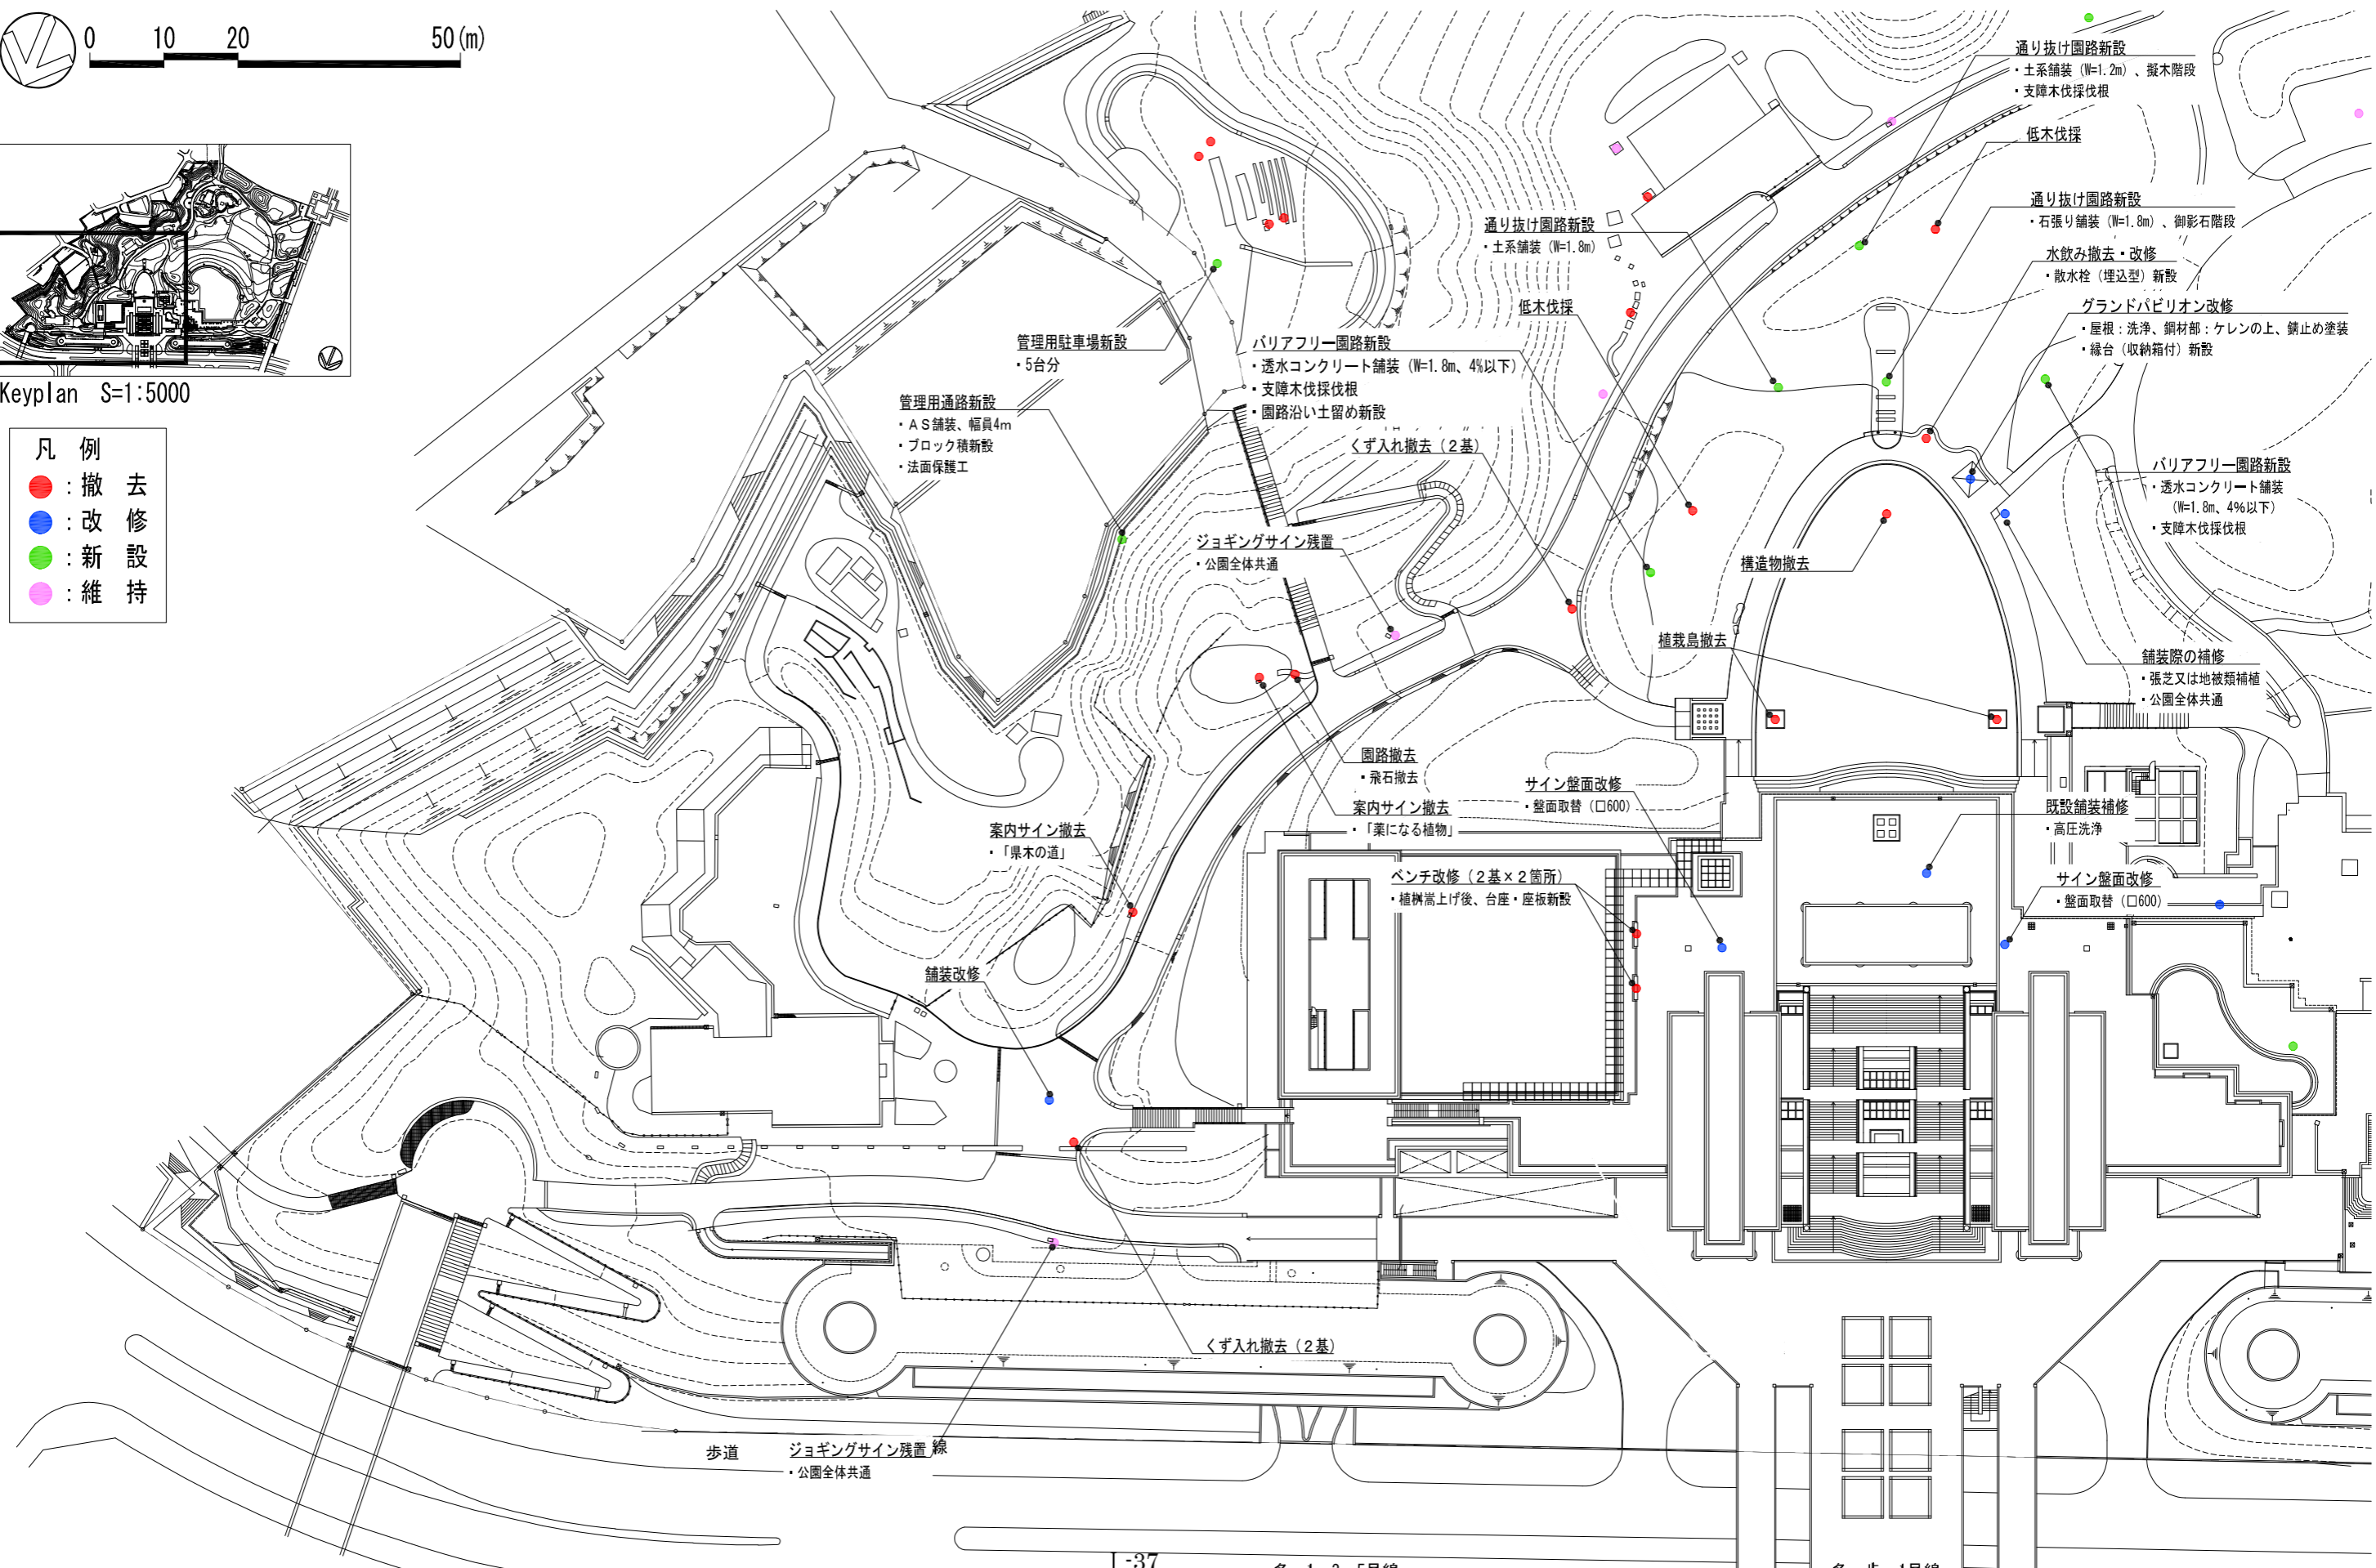 0 10 20 50(m)
Keyplan S=1:5000
凡 例
：撤 去
：改 修
：新 設
：維 持
通り抜け園路新設
・土系舗装（W=1.2m）、擬木階段
・支障木伐採伐根
低木伐採
通り抜け園路新設
・石張り舗装（W=1.8m）、御影石階段
水飲み撤去・改修
・散水栓（埋込型）新設
グランドパビリオン改修
・屋根：洗浄、鋼材部：ケレンの上、錆止め塗装
・縁台（収納箱付）新設
通り抜け園路新設
・土系舗装（W=1.8m）
低木伐採
管理用駐車場新設
・5台分
バリアフリー園路新設
・透水コンクリート舗装（W=1.8m、4%以下）
・支障木伐採伐根
・園路沿い土留め新設
管理用通路新設
・ＡＳ舗装、幅員4m
・ブロック積新設
・法面保護工
くず入れ撤去（２基）
バリアフリー園路新設
・透水コンクリート舗装
（W=1.8m、4%以下）
・支障木伐採伐根
ジョギングサイン残置
・公園全体共通
構造物撤去
植栽島撤去
舗装際の補修
・張芝又は地被類補植
・公園全体共通
園路撤去
・飛石撤去
案内サイン撤去
・「薬になる植物」
サイン盤面改修
・盤面取替（□600）
既設舗装補修
・高圧洗浄
案内サイン撤去
・「県木の道」
ベンチ改修（２基×２箇所）
・植桝嵩上げ後、台座・座板新設
サイン盤面改修
・盤面取替（□600）
舗装改修
くず入れ撤去（２基）
歩道
ジョギングサイン残置
線
・公園全体共通
-37